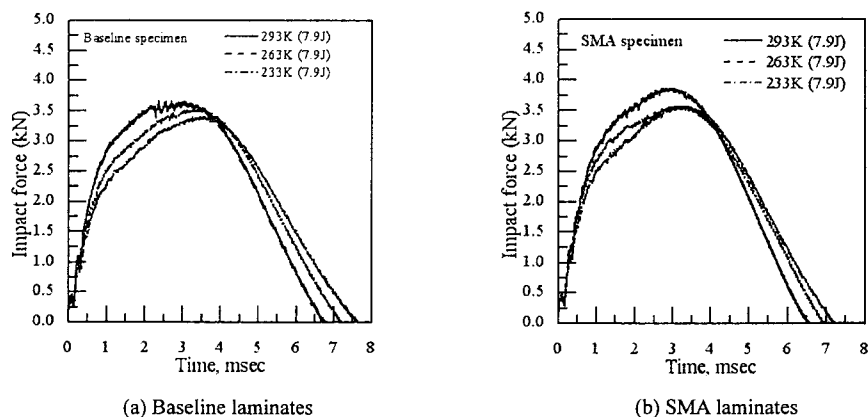 5.0
4.5
4.0
3.5
3.0
2.5
2.0
1.5
1.0
0.5
0.0
Impact force (kN)
Baseline specimen
293K (7.9J)
263K (7.9J)
233K (7.9J)
0 1 2 3 4 5 6 7 8
Time, msec
(a) Baseline laminates
5.0
4.5
4.0
3.5
3.0
2.5
2.0
1.5
1.0
0.5
0.0
Impact force (kN)
SMA specimen
293K (7.9J)
263K (7.9J)
233K (7.9J)
0 1 2 3 4 5 6 7 8
Time, msec
(b) SMA laminates